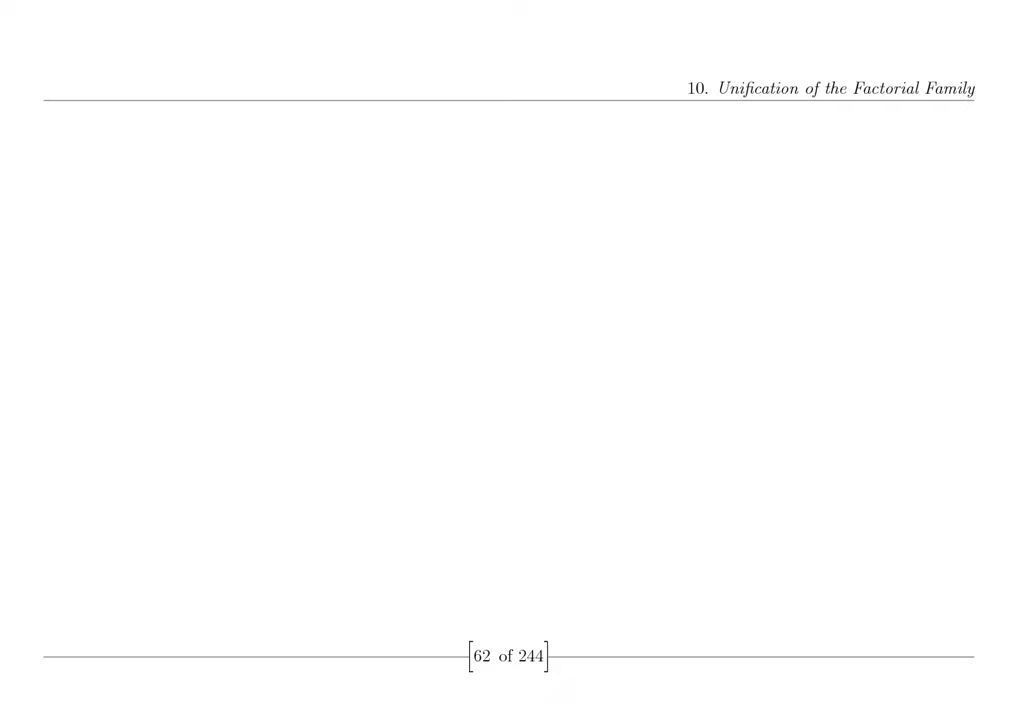 10. Unification of the Factorial Family
[62 of 244]